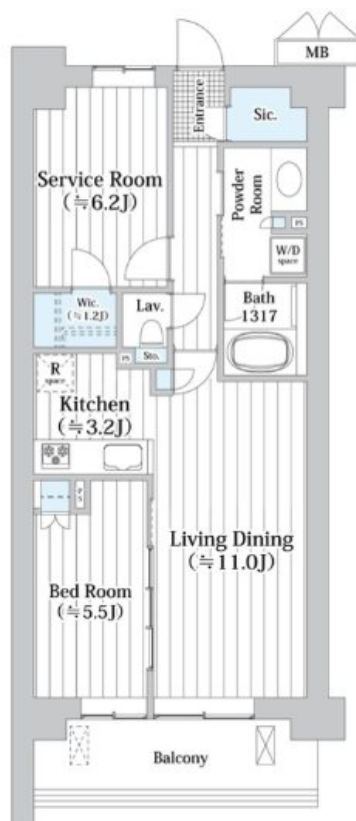 MB
Entrance
Sic.
Service Room
(≒6.2J)
Powder
Room
PS
W/D
space
Wic.
(≒1.2J)
Lav.
Bath
1317
PS
Sto.
R
space
Kitchen
(≒3.2J)
PS
Living Dining
(≒11.0J)
Bed Room
(≒5.5J)
Balcony